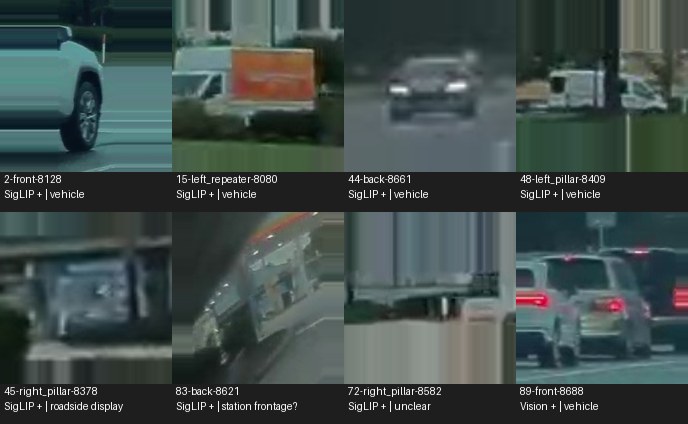 2-front-8128
SigLIP + | vehicle
15-left_repeater-8080
SigLIP + | vehicle
44-back-8661
SigLIP + | vehicle
48-left_pillar-8409
SigLIP + | vehicle
45-right_pillar-8378
SigLIP + | roadside display
83-back-8621
SigLIP + | station frontage?
72-right_pillar-8582
SigLIP + | unclear
89-front-8688
Vision + | vehicle